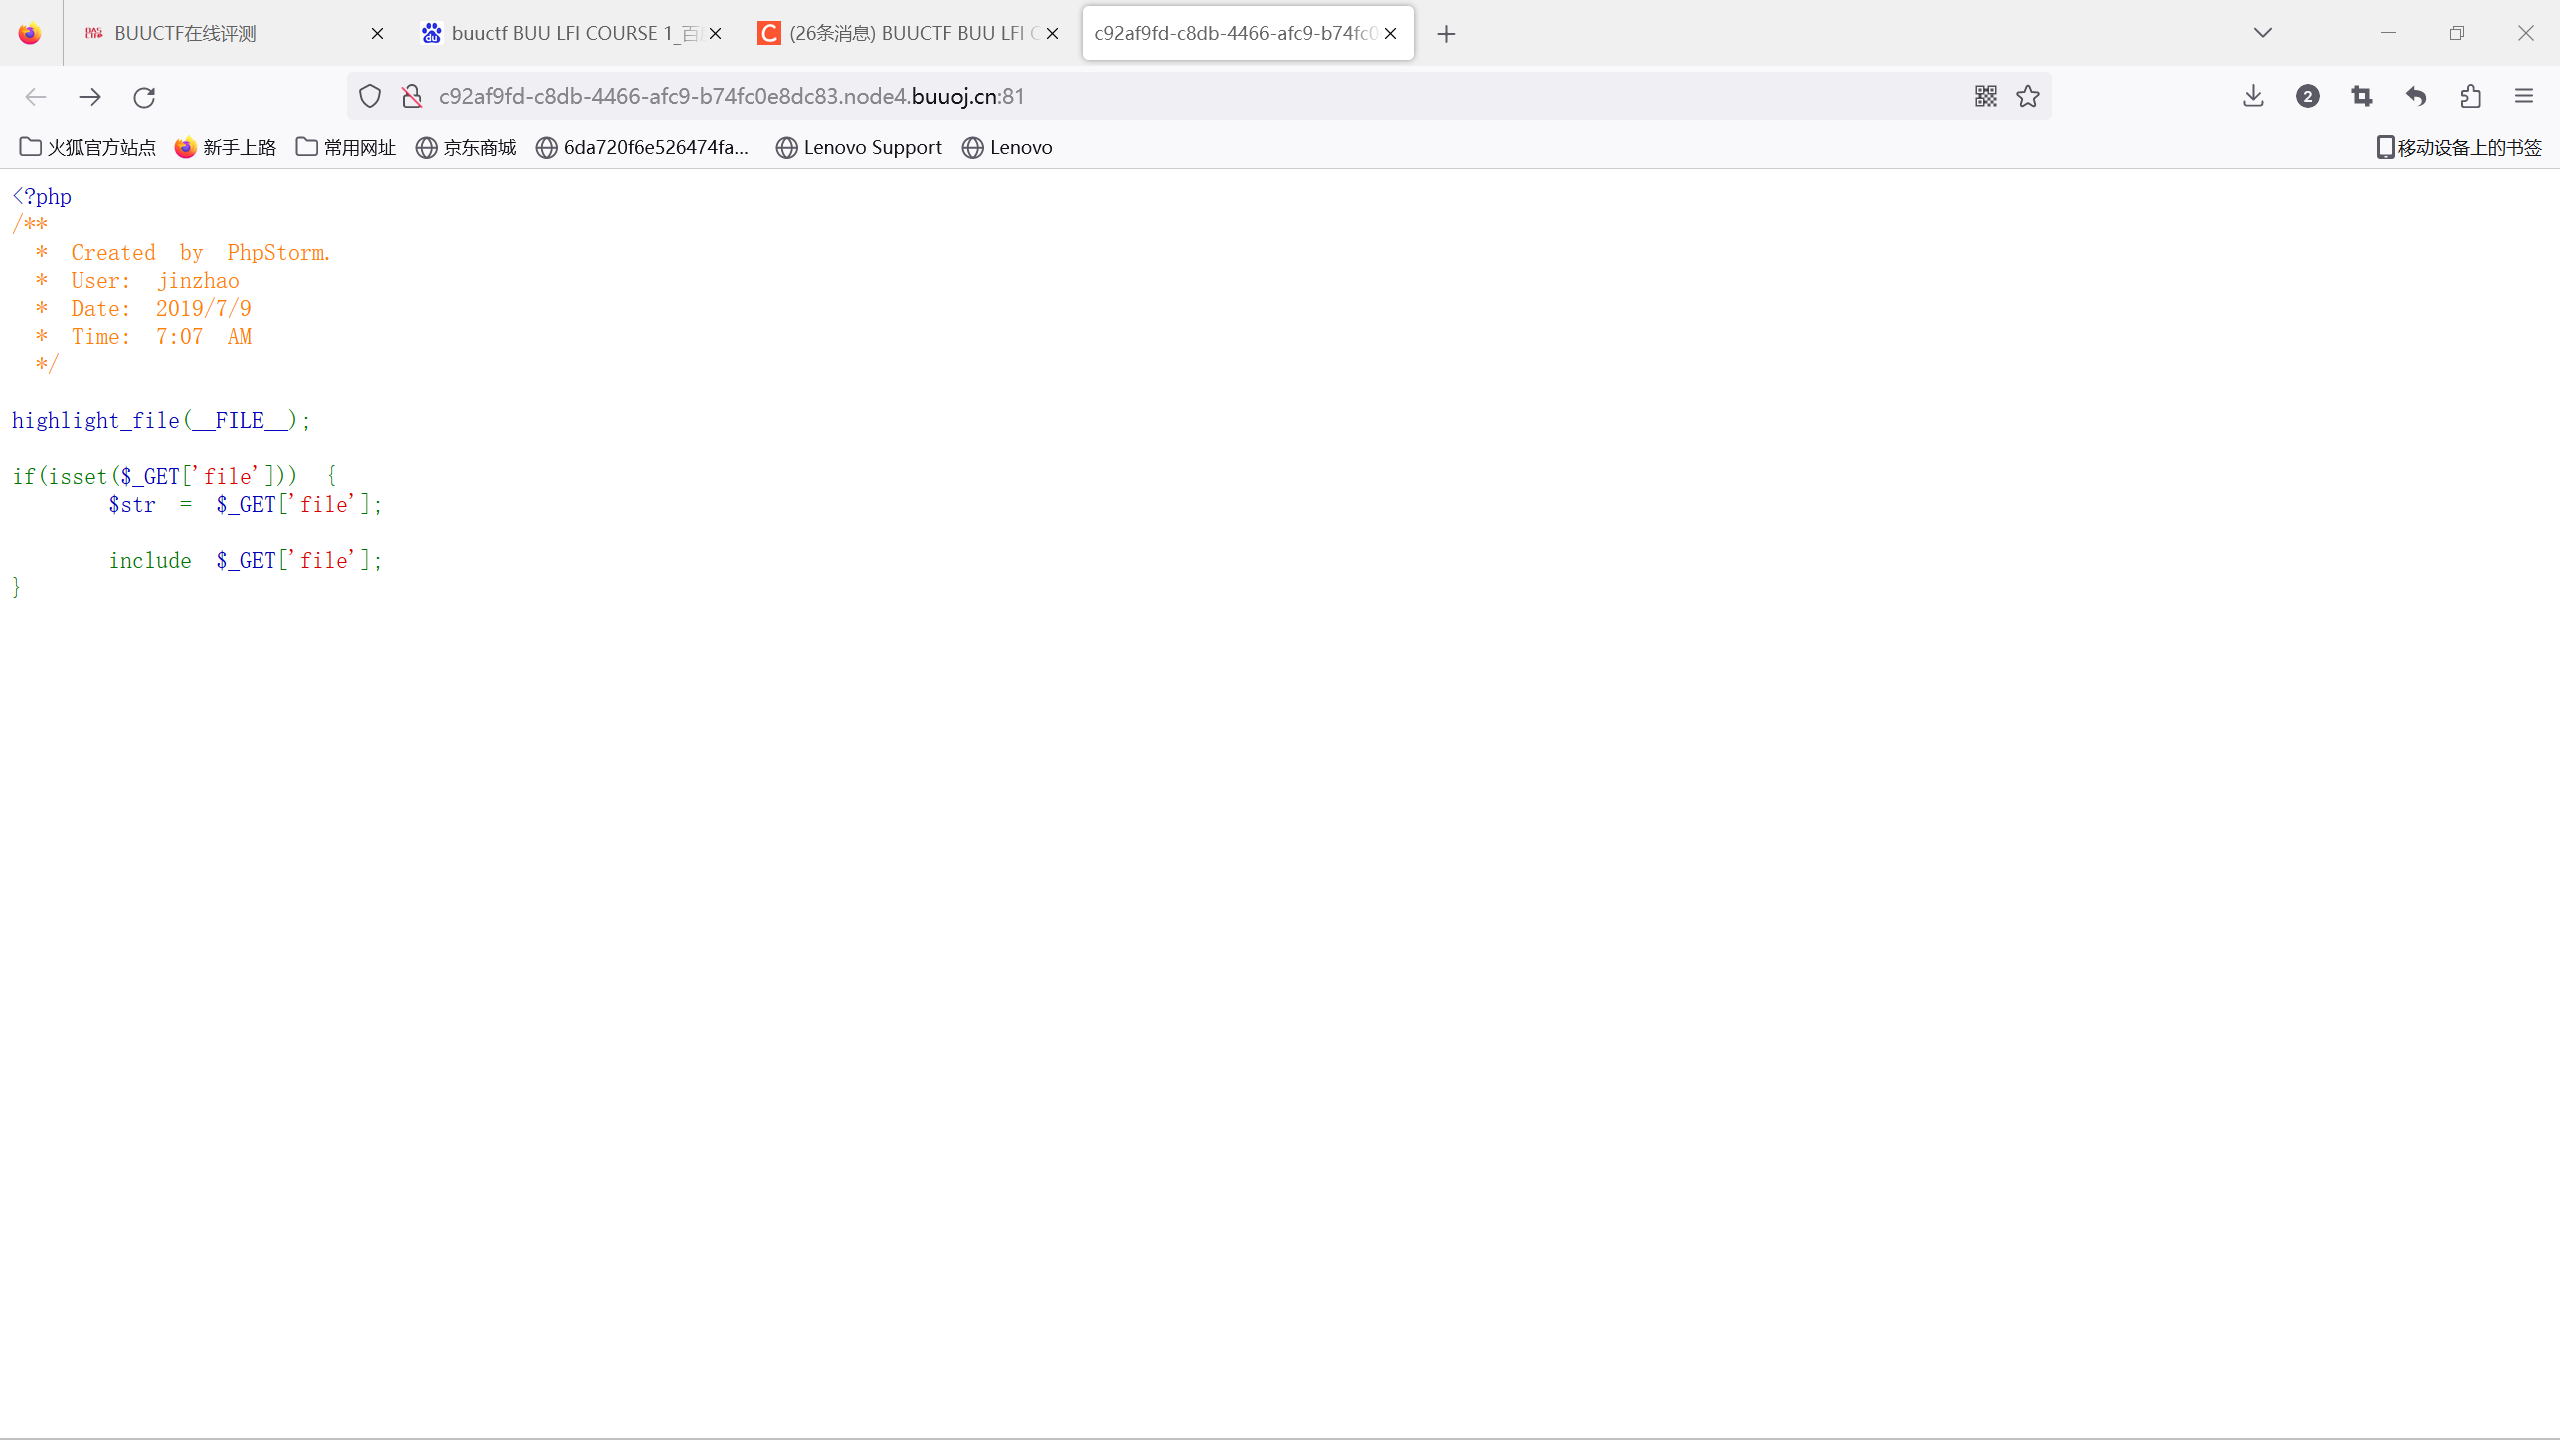 BUUCTF在线评测
buuctf BUU LFI COURSE 1_百
(26条消息) BUUCTF BUU LFI C
c92af9fd-c8db-4466-afc9-b74fc0
c92af9fd-c8db-4466-afc9-b74fc0e8dc83.node4.buuoj.cn:81
2
火狐官方站点
新手上路
常用网址
京东商城
6da720f6e526474fa...
Lenovo Support
Lenovo
移动设备上的书签
<?php
/**
 * Created by PhpStorm.
 * User: jinzhao
 * Date: 2019/7/9
 * Time: 7:07 AM
 */
highlight_file(__FILE__);
if(isset($_GET['file'])) {
    $str = $_GET['file'];
    include $_GET['file'];
}